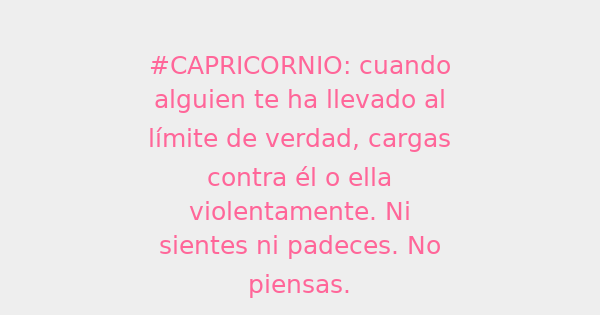 #CAPRICORNIO: cuando
alguien te ha llevado al
límite de verdad, cargas
contra él o ella
violentamente. Ni
sientes ni padeces. No
piensas.